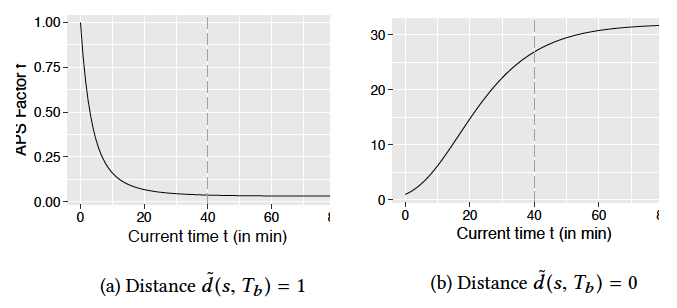 1.00
0.75
0.50
0.25
0.00
APS Factor
0 20 40 60
Current time t (in min)
(a) Distance d̃(s, T_b) = 1
30
20
10
0
0 20 40 60
Current time t (in min)
(b) Distance d̃(s, T_b) = 0